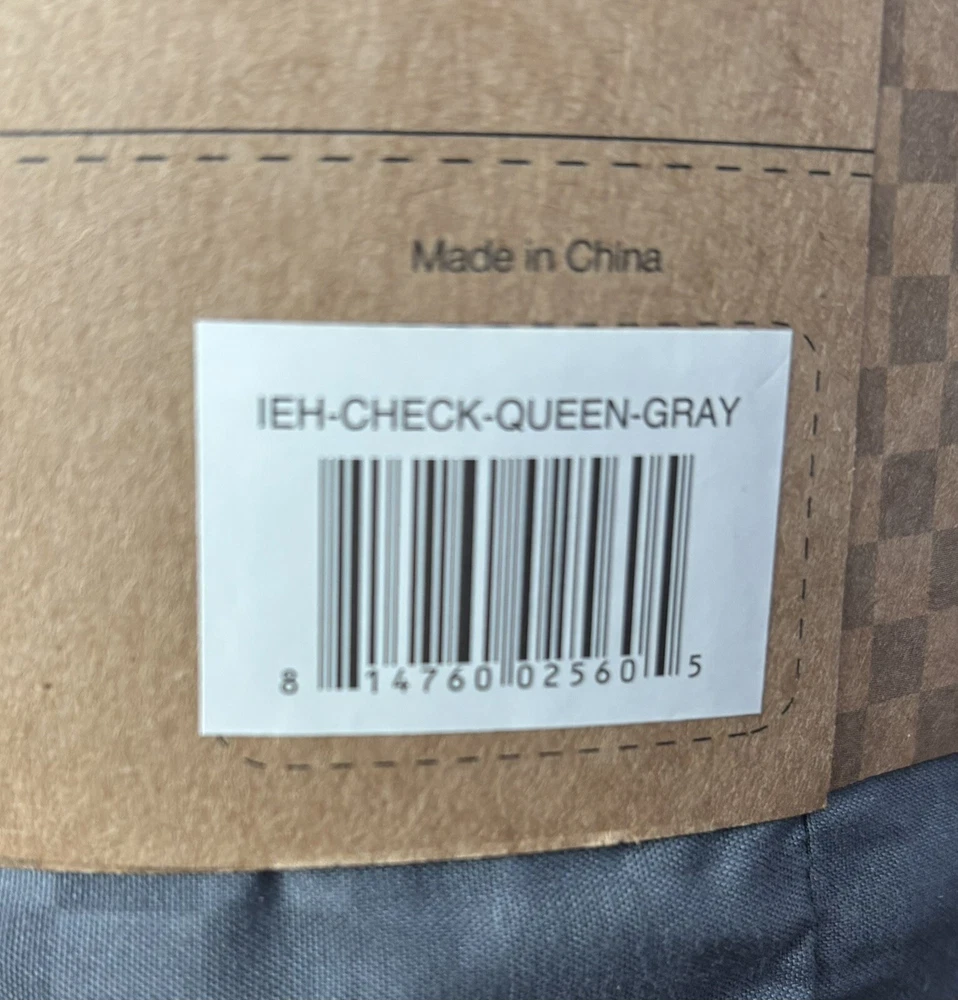 Made in China
IEH-CHECK-QUEEN-GRAY
8 14760 02560 5